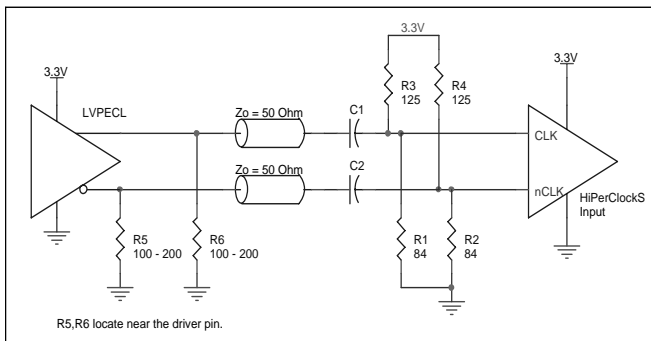 3.3V
3.3V
R3
125
R4
125
3.3V
LVPECL
Zo = 50 Ohm
C1
CLK
Zo = 50 Ohm
C2
nCLK
HiPerClockS
Input
R5
100 - 200
R6
100 - 200
R1
84
R2
84
R5,R6 locate near the driver pin.